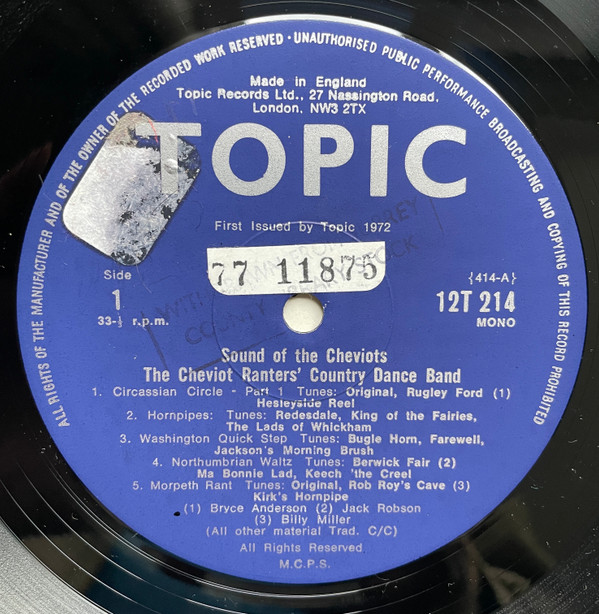 ALL RIGHTS OF THE MANUFACTURER AND OF THE OWNER OF THE RECORDED WORK RESERVED · UNAUTHORISED PUBLIC PERFORMANCE BROADCASTING AND COPYING OF THIS RECORD PROHIBITED
Made in England
Topic Records Ltd., 27 Nassington Road,
London, NW3 2TX
TOPIC
First Issued by Topic 1972
WITHDRAWN FROM SURREY
COUNTY LIBRARY STOCK
77 11875
Side
1
33-⅓ r.p.m.
{414-A}
12T 214
MONO
Sound of the Cheviots
The Cheviot Ranters' Country Dance Band
1. Circassian Circle - Part 1 Tunes: Original, Rugley Ford (1)
Hesleyside Reel
2. Hornpipes: Tunes: Redesdale, King of the Fairies,
The Lads of Whickham
3. Washington Quick Step Tunes: Bugle Horn, Farewell,
Jackson's Morning Brush
4. Northumbrian Waltz Tunes: Berwick Fair (2)
Ma Bonnie Lad, Keech 'the Creel
5. Morpeth Rant Tunes: Original, Rob Roy's Cave (3)
Kirk's Hornpipe
(1) Bryce Anderson (2) Jack Robson
(3) Billy Miller
(All other material Trad. C/C)
All Rights Reserved
M.C.P.S.